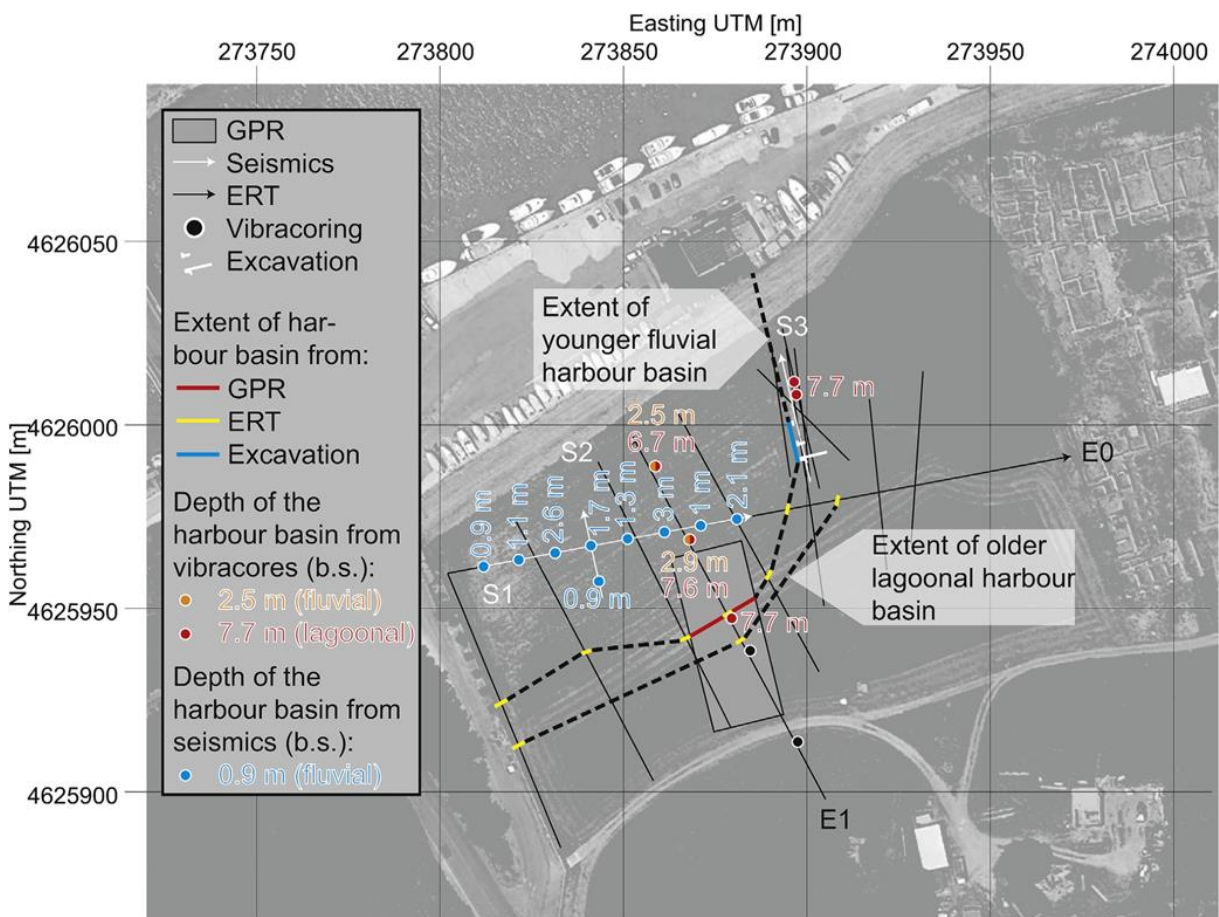 Easting UTM [m]
273750 273800 273850 273900 273950 274000
Northing UTM [m]
4626050
4626000
4625950
4625900
GPR
Seismics
ERT
Vibracoring
Excavation
Extent of har-
bour basin from:
GPR
ERT
Excavation
Depth of the
harbour basin from
vibracores (b.s.):
2.5 m (fluvial)
7.7 m (lagoonal)
Depth of the
harbour basin from
seismics (b.s.):
0.9 m (fluvial)
Extent of
younger fluvial
harbour basin
S3
7.7 m
2.5 m
6.7 m
S2
E0
0.9 m
1.1 m
2.6 m
1.7 m
1.3 m
3 m
1 m
2.1 m
S1
0.9 m
2.9 m
7.6 m
Extent of older
lagoonal harbour
basin
7.7 m
E1